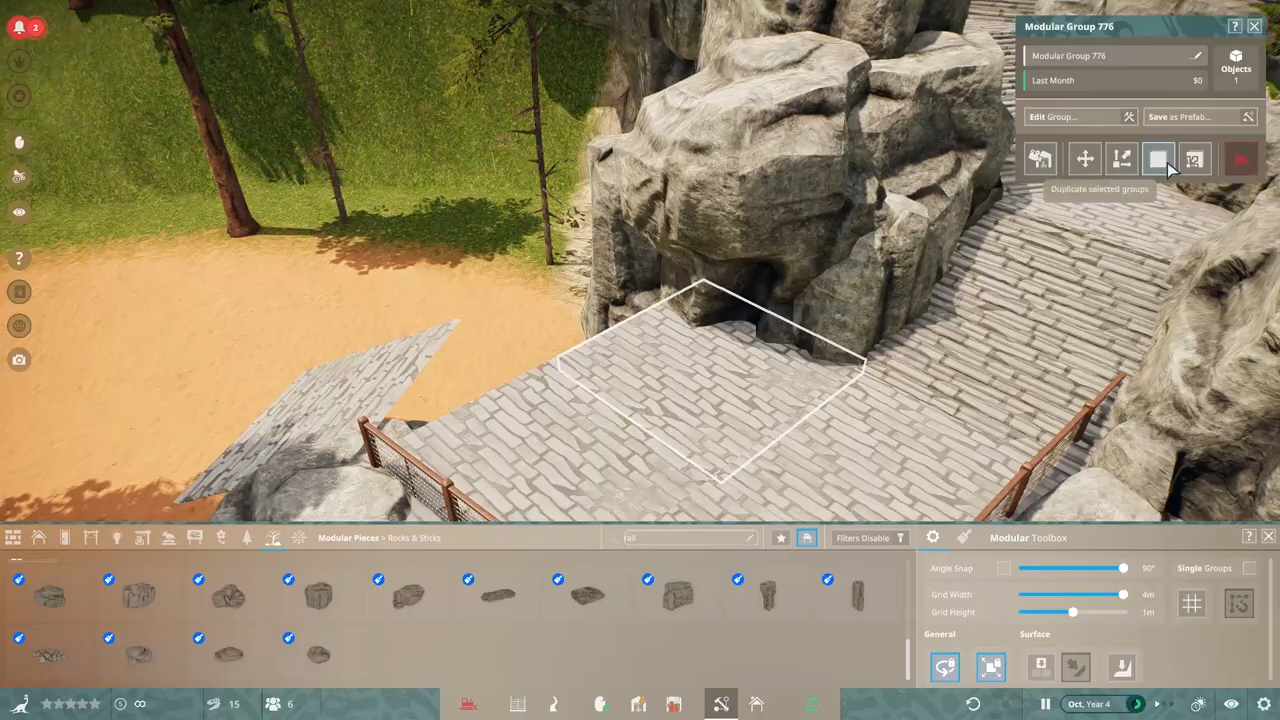 2
Modular Group 776
?
Modular Group 776
Last Month $0
Objects
1
Edit Group...
Save as Prefab...
12
Duplicate selected groups
?
Modular Pieces > Rocks & Sticks
rail
Filters Disable
Modular Toolbox
?
Angle Snap
90°
Single Groups
Grid Width
4m
Grid Height
1m
General
Surface
∞
15
6
Oct, Year 4